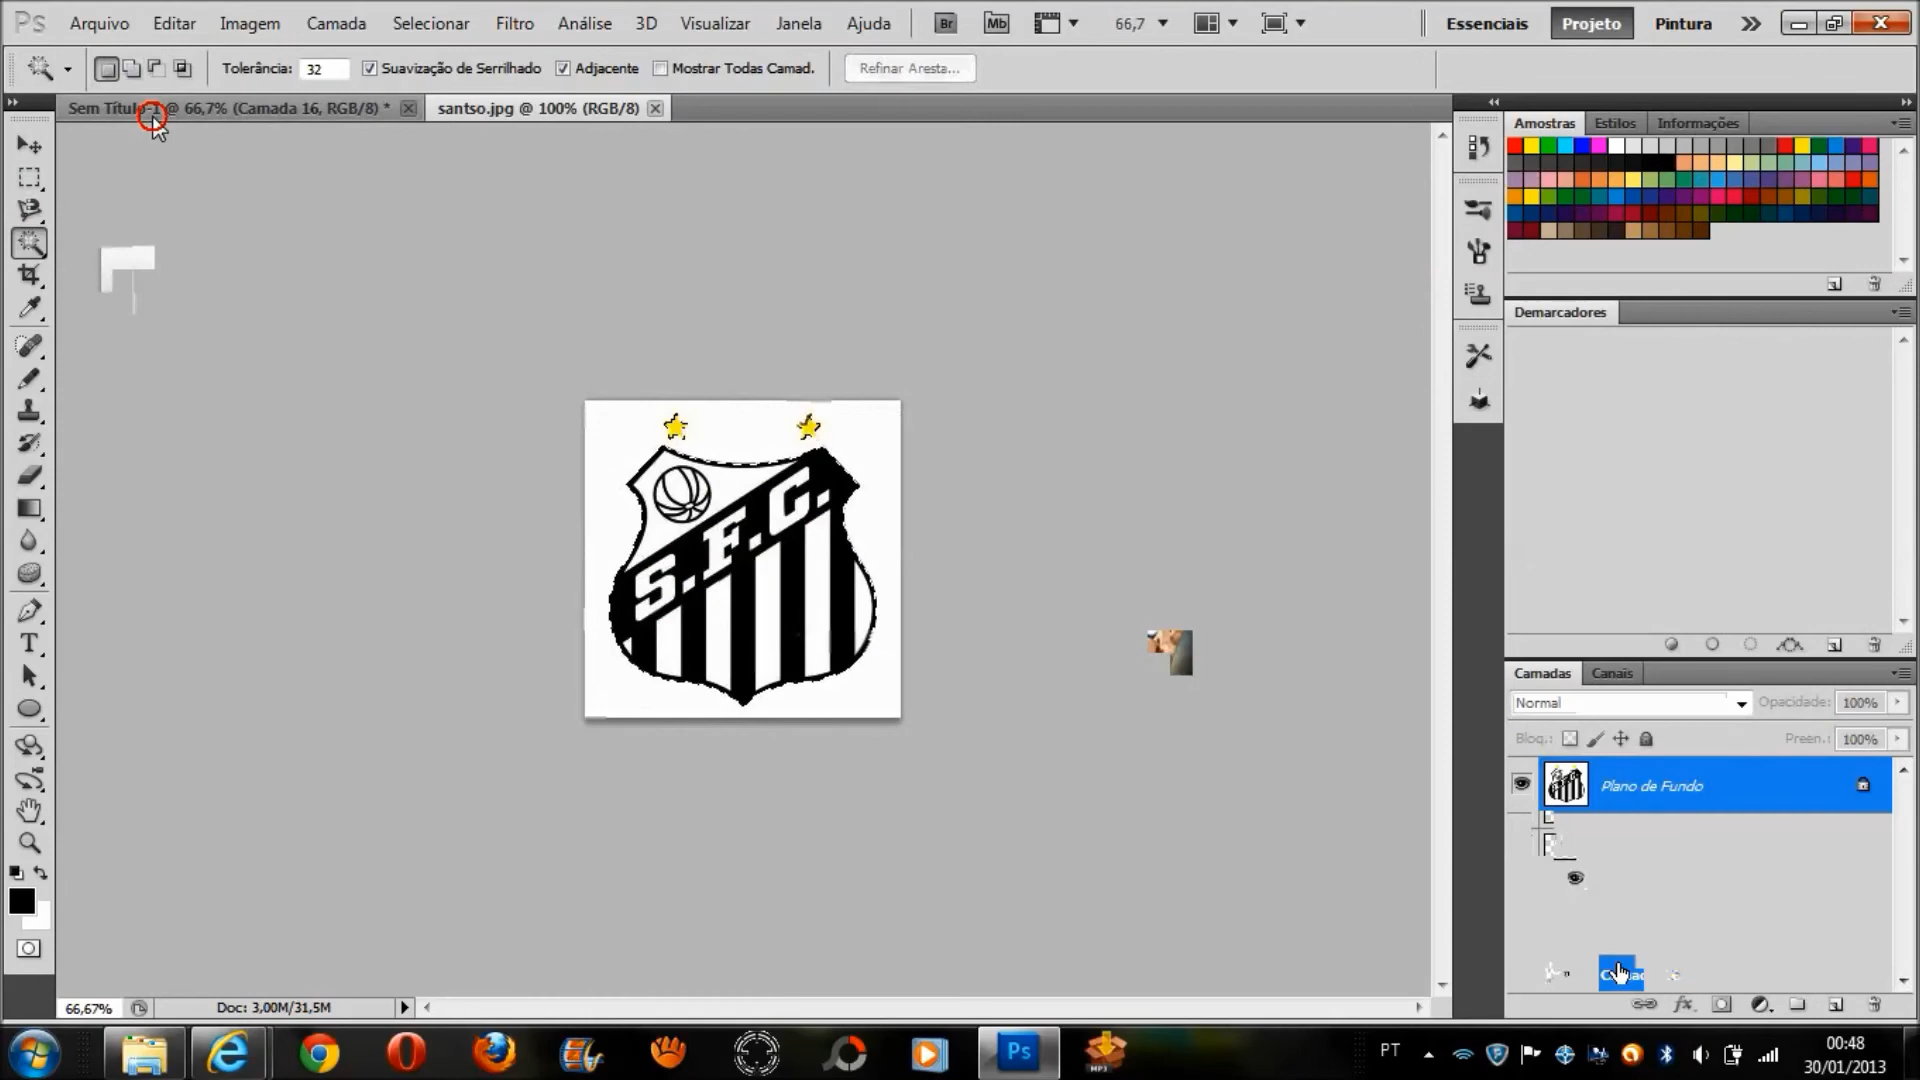 Ps Arquivo Editar Imagem Camada Selecionar Filtro Análise 3D Visualizar Janela Ajuda Br Mb 66,7 Essenciais Projeto Pintura
Tolerância: 32 Suavização de Serrilhado Adjacente Mostrar Todas Camad. Refinar Aresta...
Sem Título-1 @ 66,7% (Camada 16, RGB/8) * santso.jpg @ 100% (RGB/8)
Amostras Estilos Informações
Demarcadores
S.F.C.
Camadas Canais
Normal Opacidade: 100%
Bloq.: Preen.: 100%
Plano de Fundo
66,67% Doc: 3,00M/31,5M
Ps MP3 PT 00:48
30/01/2013